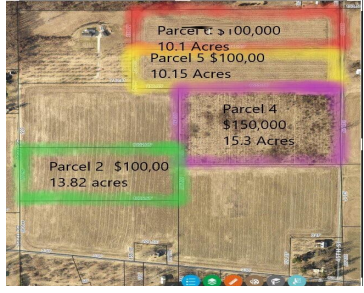 Parcel $100,000
10.1 Acres
Parcel 5 $100,00
10.15 Acres
Parcel 4
$150,000
15.3 Acres
Parcel 2 $100,00
13.82 acres